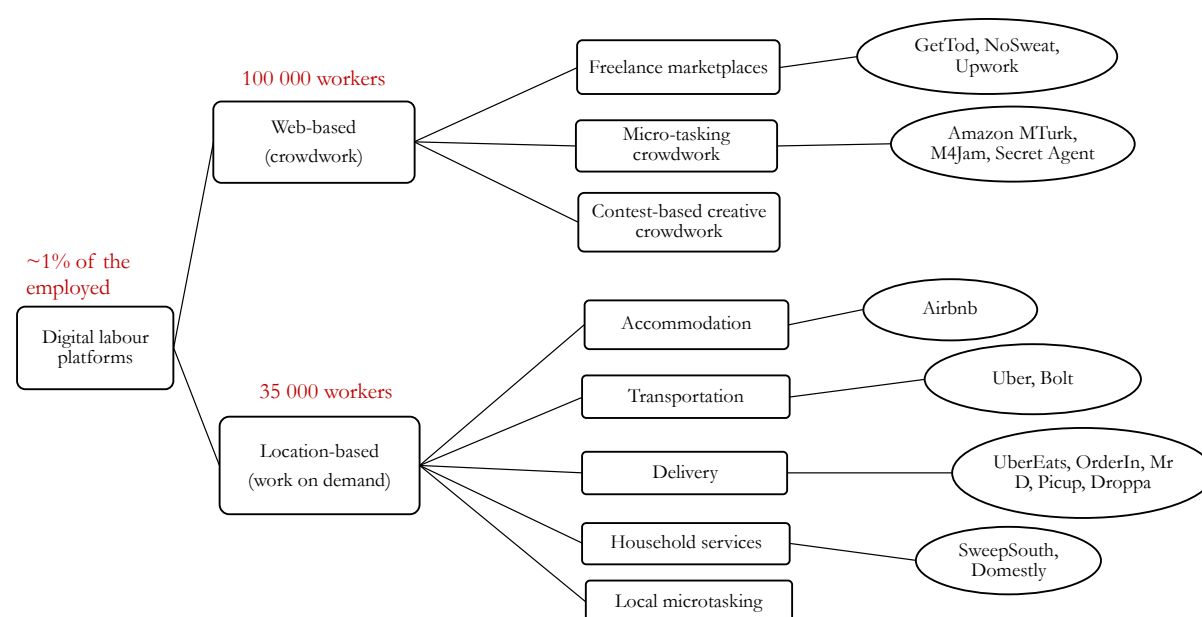 100 000 workers
Web-based
(crowdwork)
Freelance marketplaces
GetTod, NoSweat,
Upwork
Micro-tasking
crowdwork
Amazon MTurk,
M4Jam, Secret Agent
Contest-based creative
crowdwork
~1% of the
employed
Digital labour
platforms
35 000 workers
Location-based
(work on demand)
Accommodation
Airbnb
Transportation
Uber, Bolt
Delivery
UberEats, OrderIn, Mr
D, Picup, Droppa
Household services
SweepSouth,
Domestly
Local microtasking